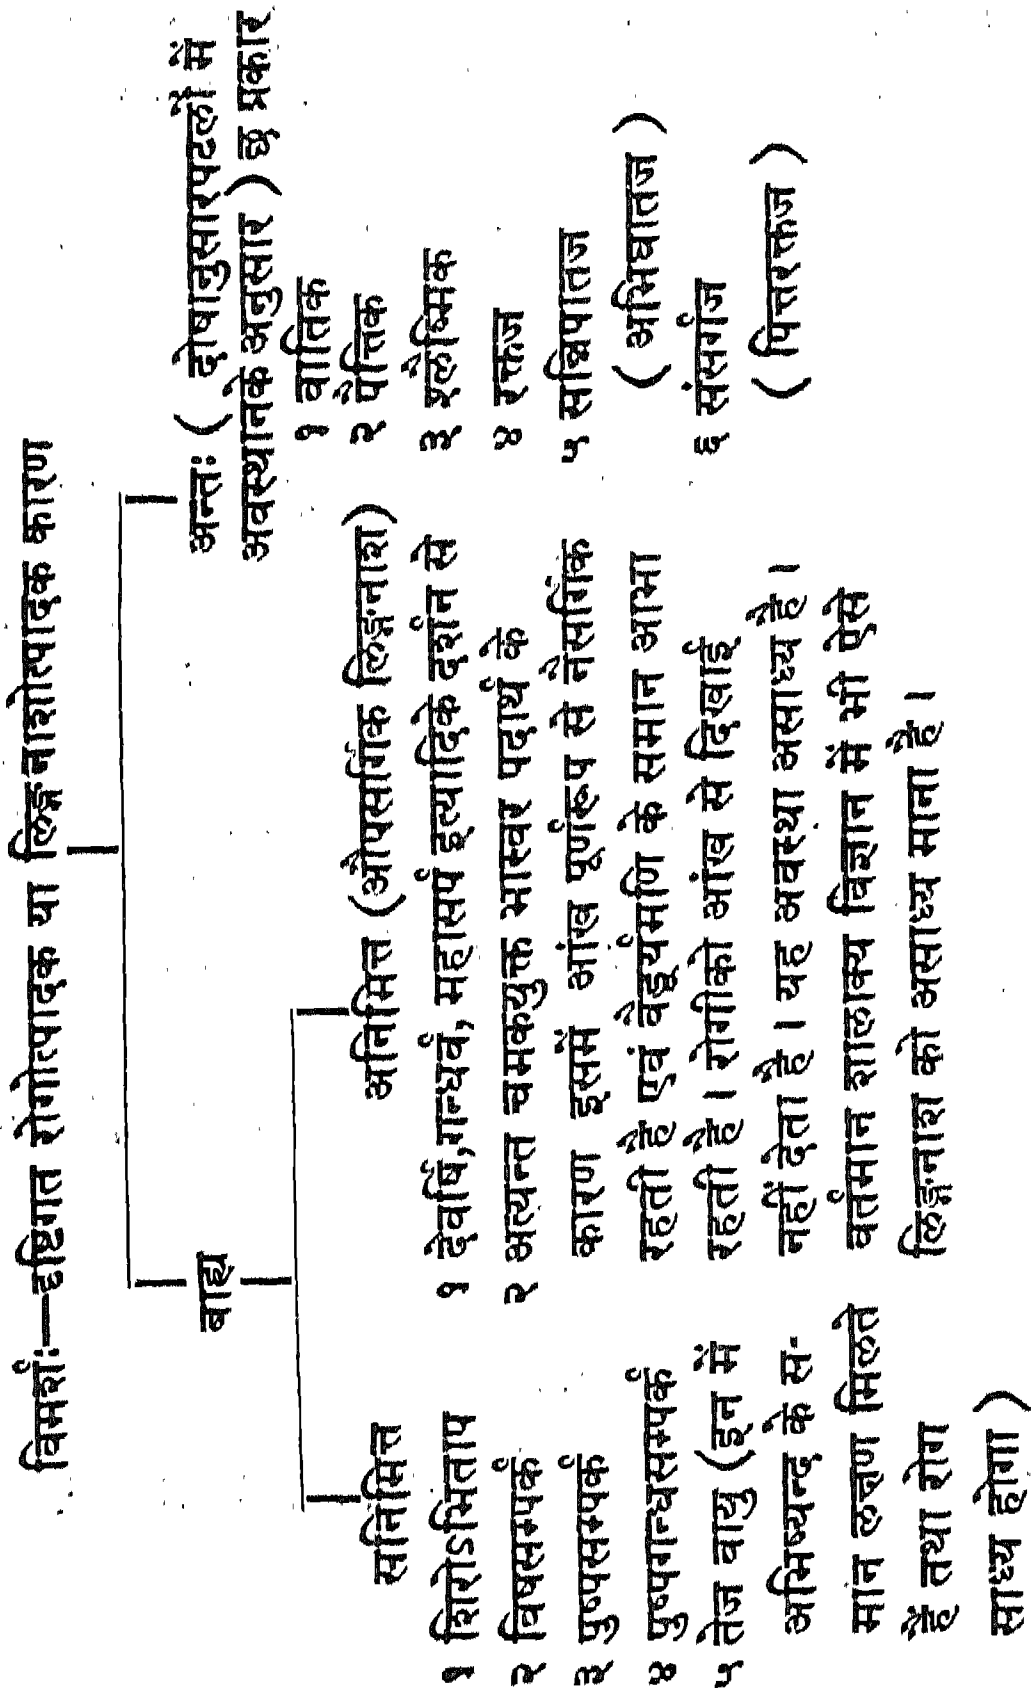 विमर्शः—दृष्टिगत रोगोत्पादक या लिङ्गनाशोत्पादक कारण
बाह्य
सनिमित्त
१ शिरोऽभिताप
२ विषसम्पर्क
३ पुष्पसम्पर्क
४ पुष्पगन्धसम्पर्क
५ तेज वायु (इन में
अभिष्यन्द के स-
मान लक्षण मिलते
हैं तथा रोग
साध्य होगा )
अनिमित्त (औपसर्गिक लिङ्गनाश)
१ देवर्षि,गन्धर्व, महासर्प इत्यादिके दर्शन से
२ अत्यन्त चमकयुक्त भास्वर पदार्थ के
कारण इसमें आंख पूर्णरूप से नैसर्गिक
रहती है एवं वैडूर्यमणि के समान आभा
रहती है । रोगीको आंख से दिखाई
नहीं देता है । यह अवस्था असाध्य है ।
वर्तमान शालाक्य विज्ञान में भी ऐसे
लिङ्गनाश को असाध्य माना है ।
अन्तः ( दोषानुसारपटलों में
अवस्थानके अनुसार ) छ प्रकार
१ वातिक
२ पैत्तिक
३ श्लैष्मिक
४ रक्तज
५ सन्निपातज
( अभिघातज )
६ संसर्गज
( पित्तरक्तज )